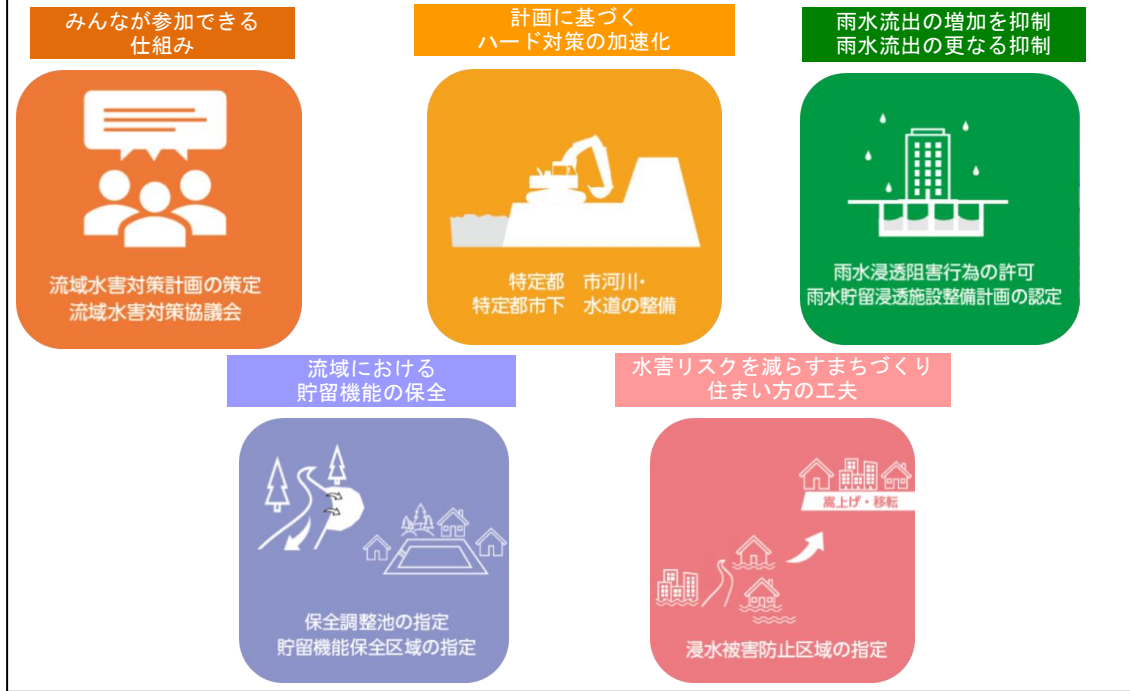 みんなが参加できる
仕組み
流域水害対策計画の策定
流域水害対策協議会
計画に基づく
ハード対策の加速化
特定都　市河川・
特定都市下　水道の整備
雨水流出の増加を抑制
雨水流出の更なる抑制
雨水浸透阻害行為の許可
雨水貯留浸透施設整備計画の認定
流域における
貯留機能の保全
保全調整池の指定
貯留機能保全区域の指定
水害リスクを減らすまちづくり
住まい方の工夫
嵩上げ・移転
浸水被害防止区域の指定